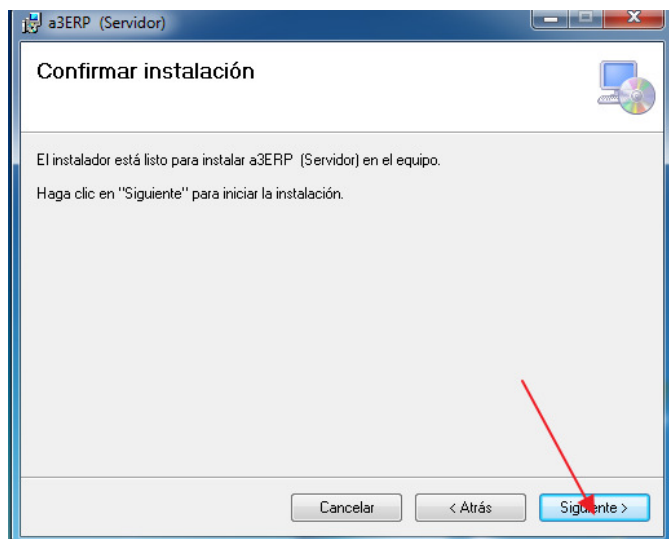 a3ERP (Servidor)
Confirmar instalación
El instalador está listo para instalar a3ERP (Servidor) en el equipo.
Haga clic en "Siguiente" para iniciar la instalación.
Cancelar
< Atrás
Siguiente >